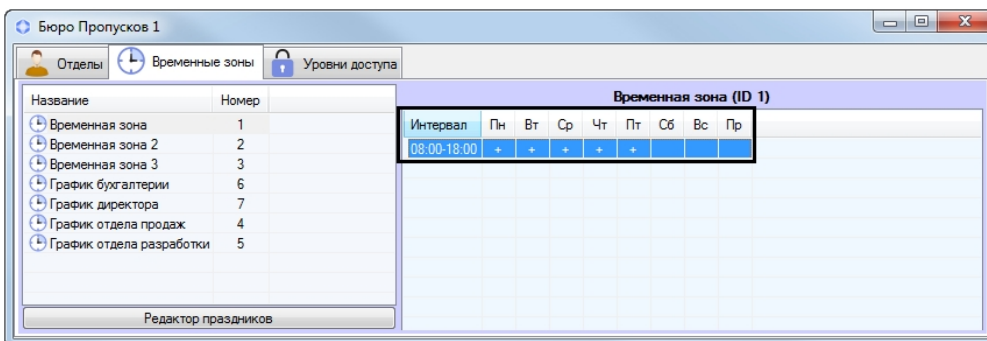 Бюро Пропусков 1
Отделы Временные зоны Уровни доступа
Название Номер
Временная зона 1
Временная зона 2 2
Временная зона 3 3
График бухгалтерии 6
График директора 7
График отдела продаж 4
График отдела разработки 5
Редактор праздников
Временная зона (ID 1)
Интервал Пн Вт Ср Чт Пт Сб Вс Пр
08:00-18:00 + + + + +